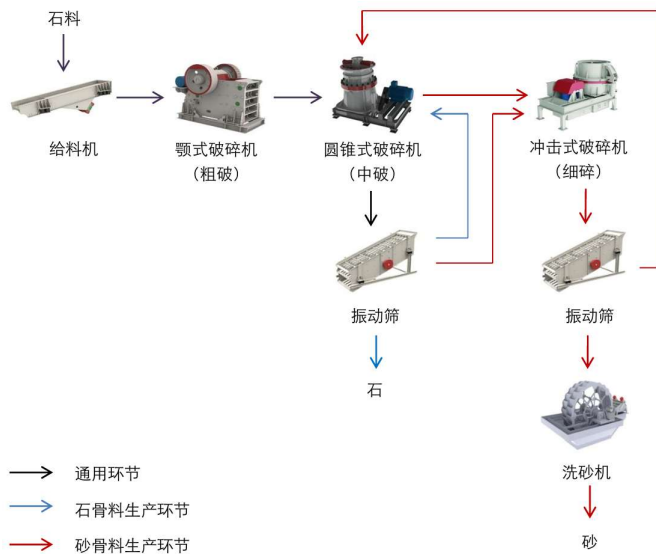 石料
给料机
颚式破碎机
（粗破）
圆锥式破碎机
（中破）
冲击式破碎机
（细碎）
振动筛
振动筛
石
洗砂机
砂
通用环节
石骨料生产环节
砂骨料生产环节